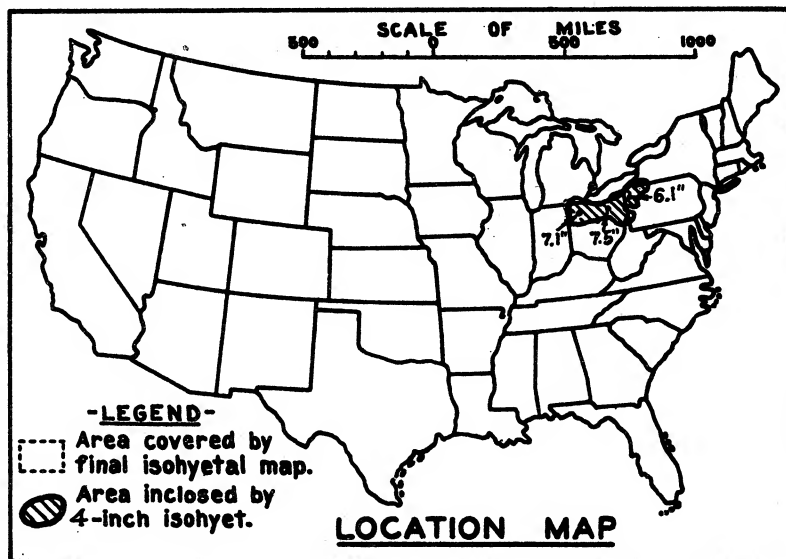 SCALE OF MILES
500 0 500 1000
6.1"
7.1" 7.5"
-LEGEND-
Area covered by
final isohyetal map.
Area inclosed by
4-inch isohyet.
LOCATION MAP